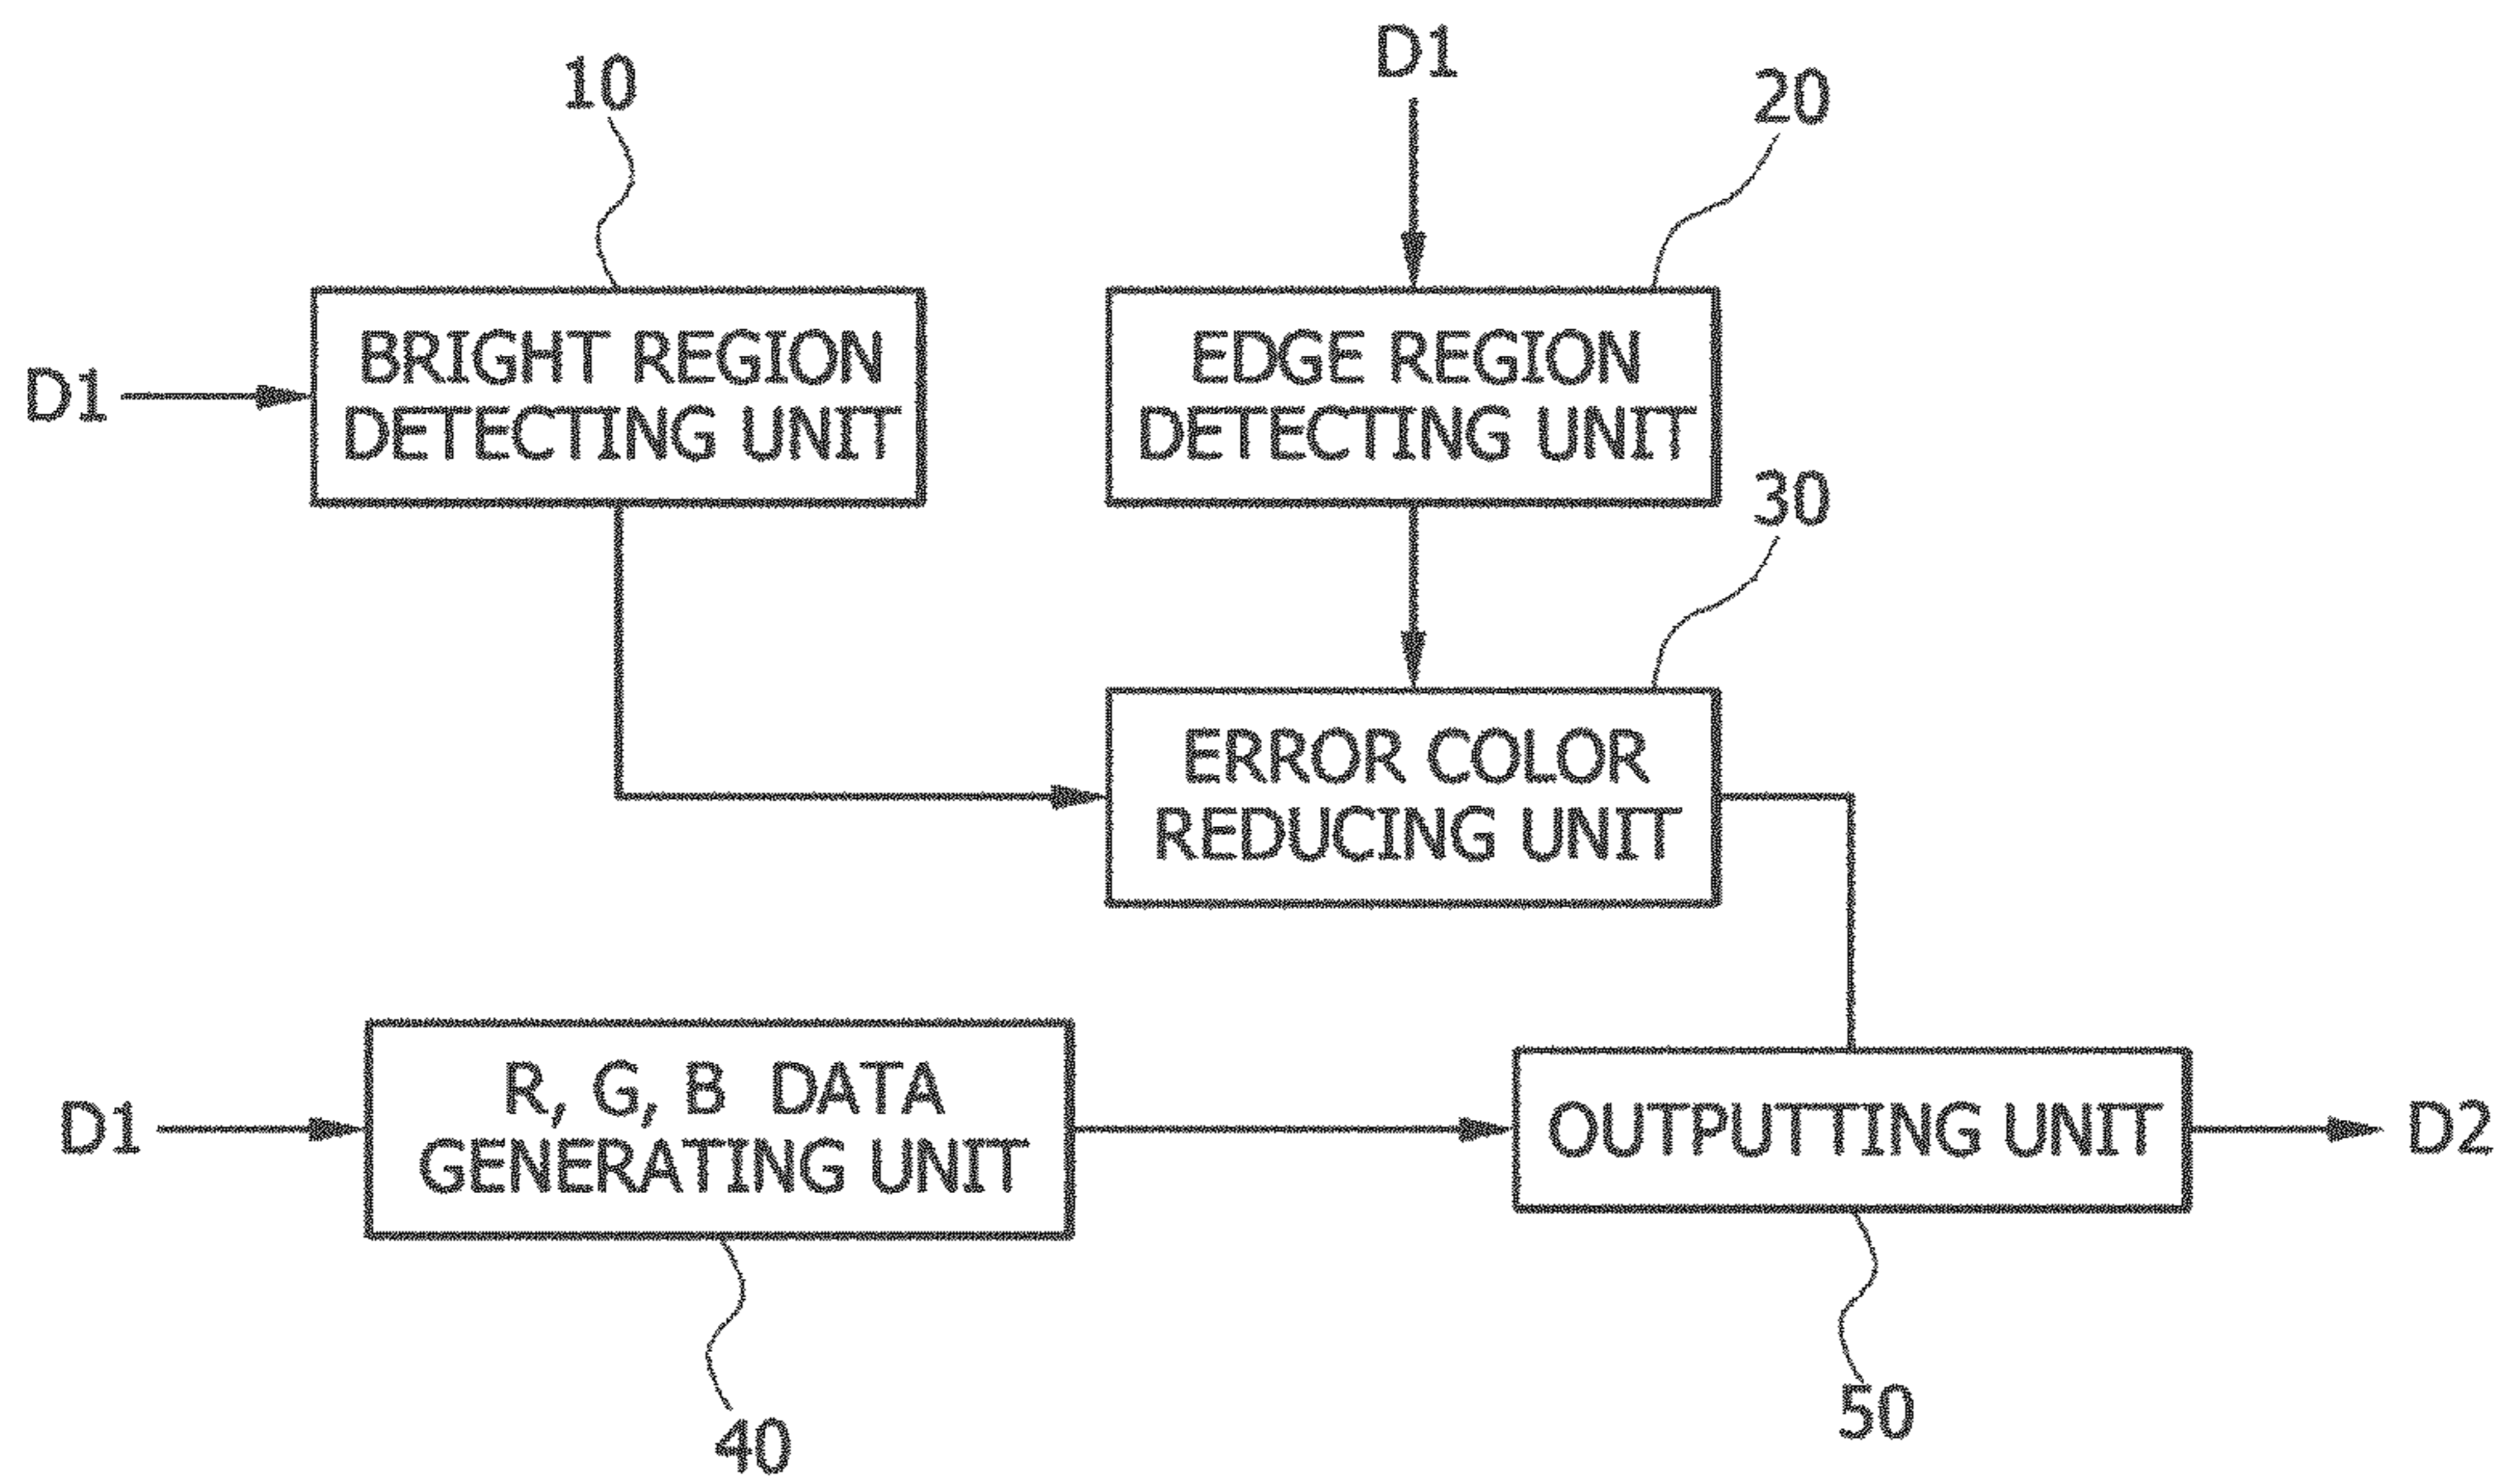 D1
10
20
BRIGHT REGION
DETECTING UNIT
EDGE REGION
DETECTING UNIT
D1
30
ERROR COLOR
REDUCING UNIT
R, G, B DATA
GENERATING UNIT
D1
OUTPUTTING UNIT
D2
40
50